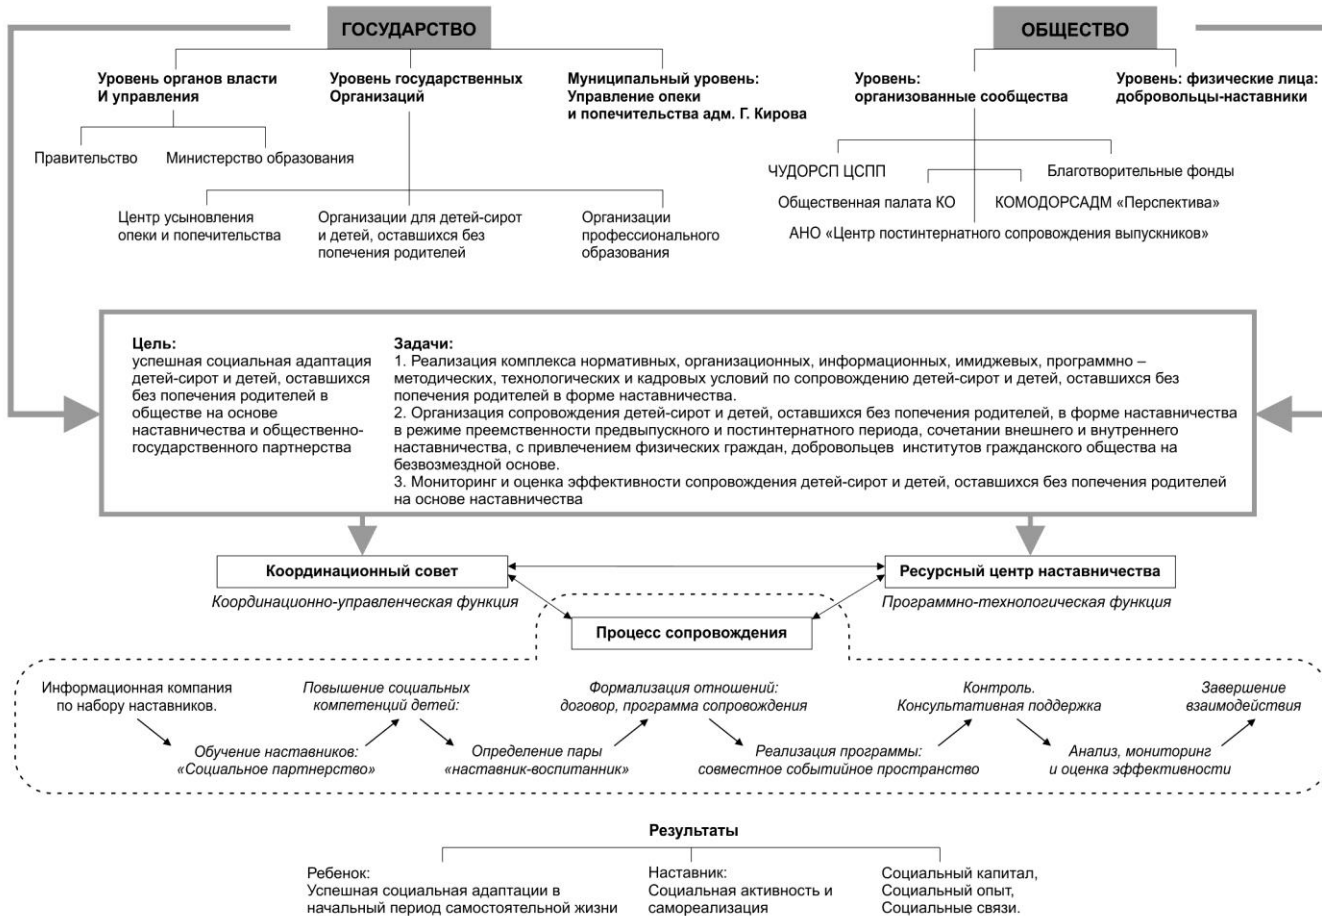 ГОСУДАРСТВО
ОБЩЕСТВО
Уровень органов власти
И управления
Уровень государственных
Организаций
Муниципальный уровень:
Управление опеки
и попечительства адм. Г. Кирова
Уровень:
организованные сообщества
Уровень: физические лица:
добровольцы-наставники
Правительство
Министерство образования
ЧУДОРСП ЦСПП
Благотворительные фонды
Общественная палата КО
КОМОДОРСАДМ «Перспектива»
АНО «Центр постинтернатного сопровождения выпускников»
Центр усыновления
опеки и попечительства
Организации для детей-сирот
и детей, оставшихся без
попечения родителей
Организации
профессионального
образования
Цель:
успешная социальная адаптация
детей-сирот и детей, оставшихся
без попечения родителей в
обществе на основе
наставничества и общественно-
государственного партнерства
Задачи:
1. Реализация комплекса нормативных, организационных, информационных, имиджевых, программно –
методических, технологических и кадровых условий по сопровождению детей-сирот и детей, оставшихся без
попечения родителей в форме наставничества.
2. Организация сопровождения детей-сирот и детей, оставшихся без попечения родителей, в форме наставничества
в режиме преемственности предвыпускного и постинтернатного периода, сочетании внешнего и внутреннего
наставничества, с привлечением физических граждан, добровольцев институтов гражданского общества на
безвозмездной основе.
3. Мониторинг и оценка эффективности сопровождения детей-сирот и детей, оставшихся без попечения родителей
на основе наставничества
Координационный совет
Ресурсный центр наставничества
Координационно-управленческая функция
Программно-технологическая функция
Процесс сопровождения
Информационная компания
по набору наставников.
Повышение социальных
компетенций детей:
Формализация отношений:
договор, программа сопровождения
Контроль.
Консультативная поддержка
Завершение
взаимодействия
Обучение наставников:
«Социальное партнерство»
Определение пары
«наставник-воспитанник»
Реализация программы:
совместное событийное пространство
Анализ, мониторинг
и оценка эффективности
Результаты
Ребенок:
Успешная социальная адаптации в
начальный период самостоятельной жизни
Наставник:
Социальная активность и
самореализация
Социальный капитал,
Социальный опыт,
Социальные связи.